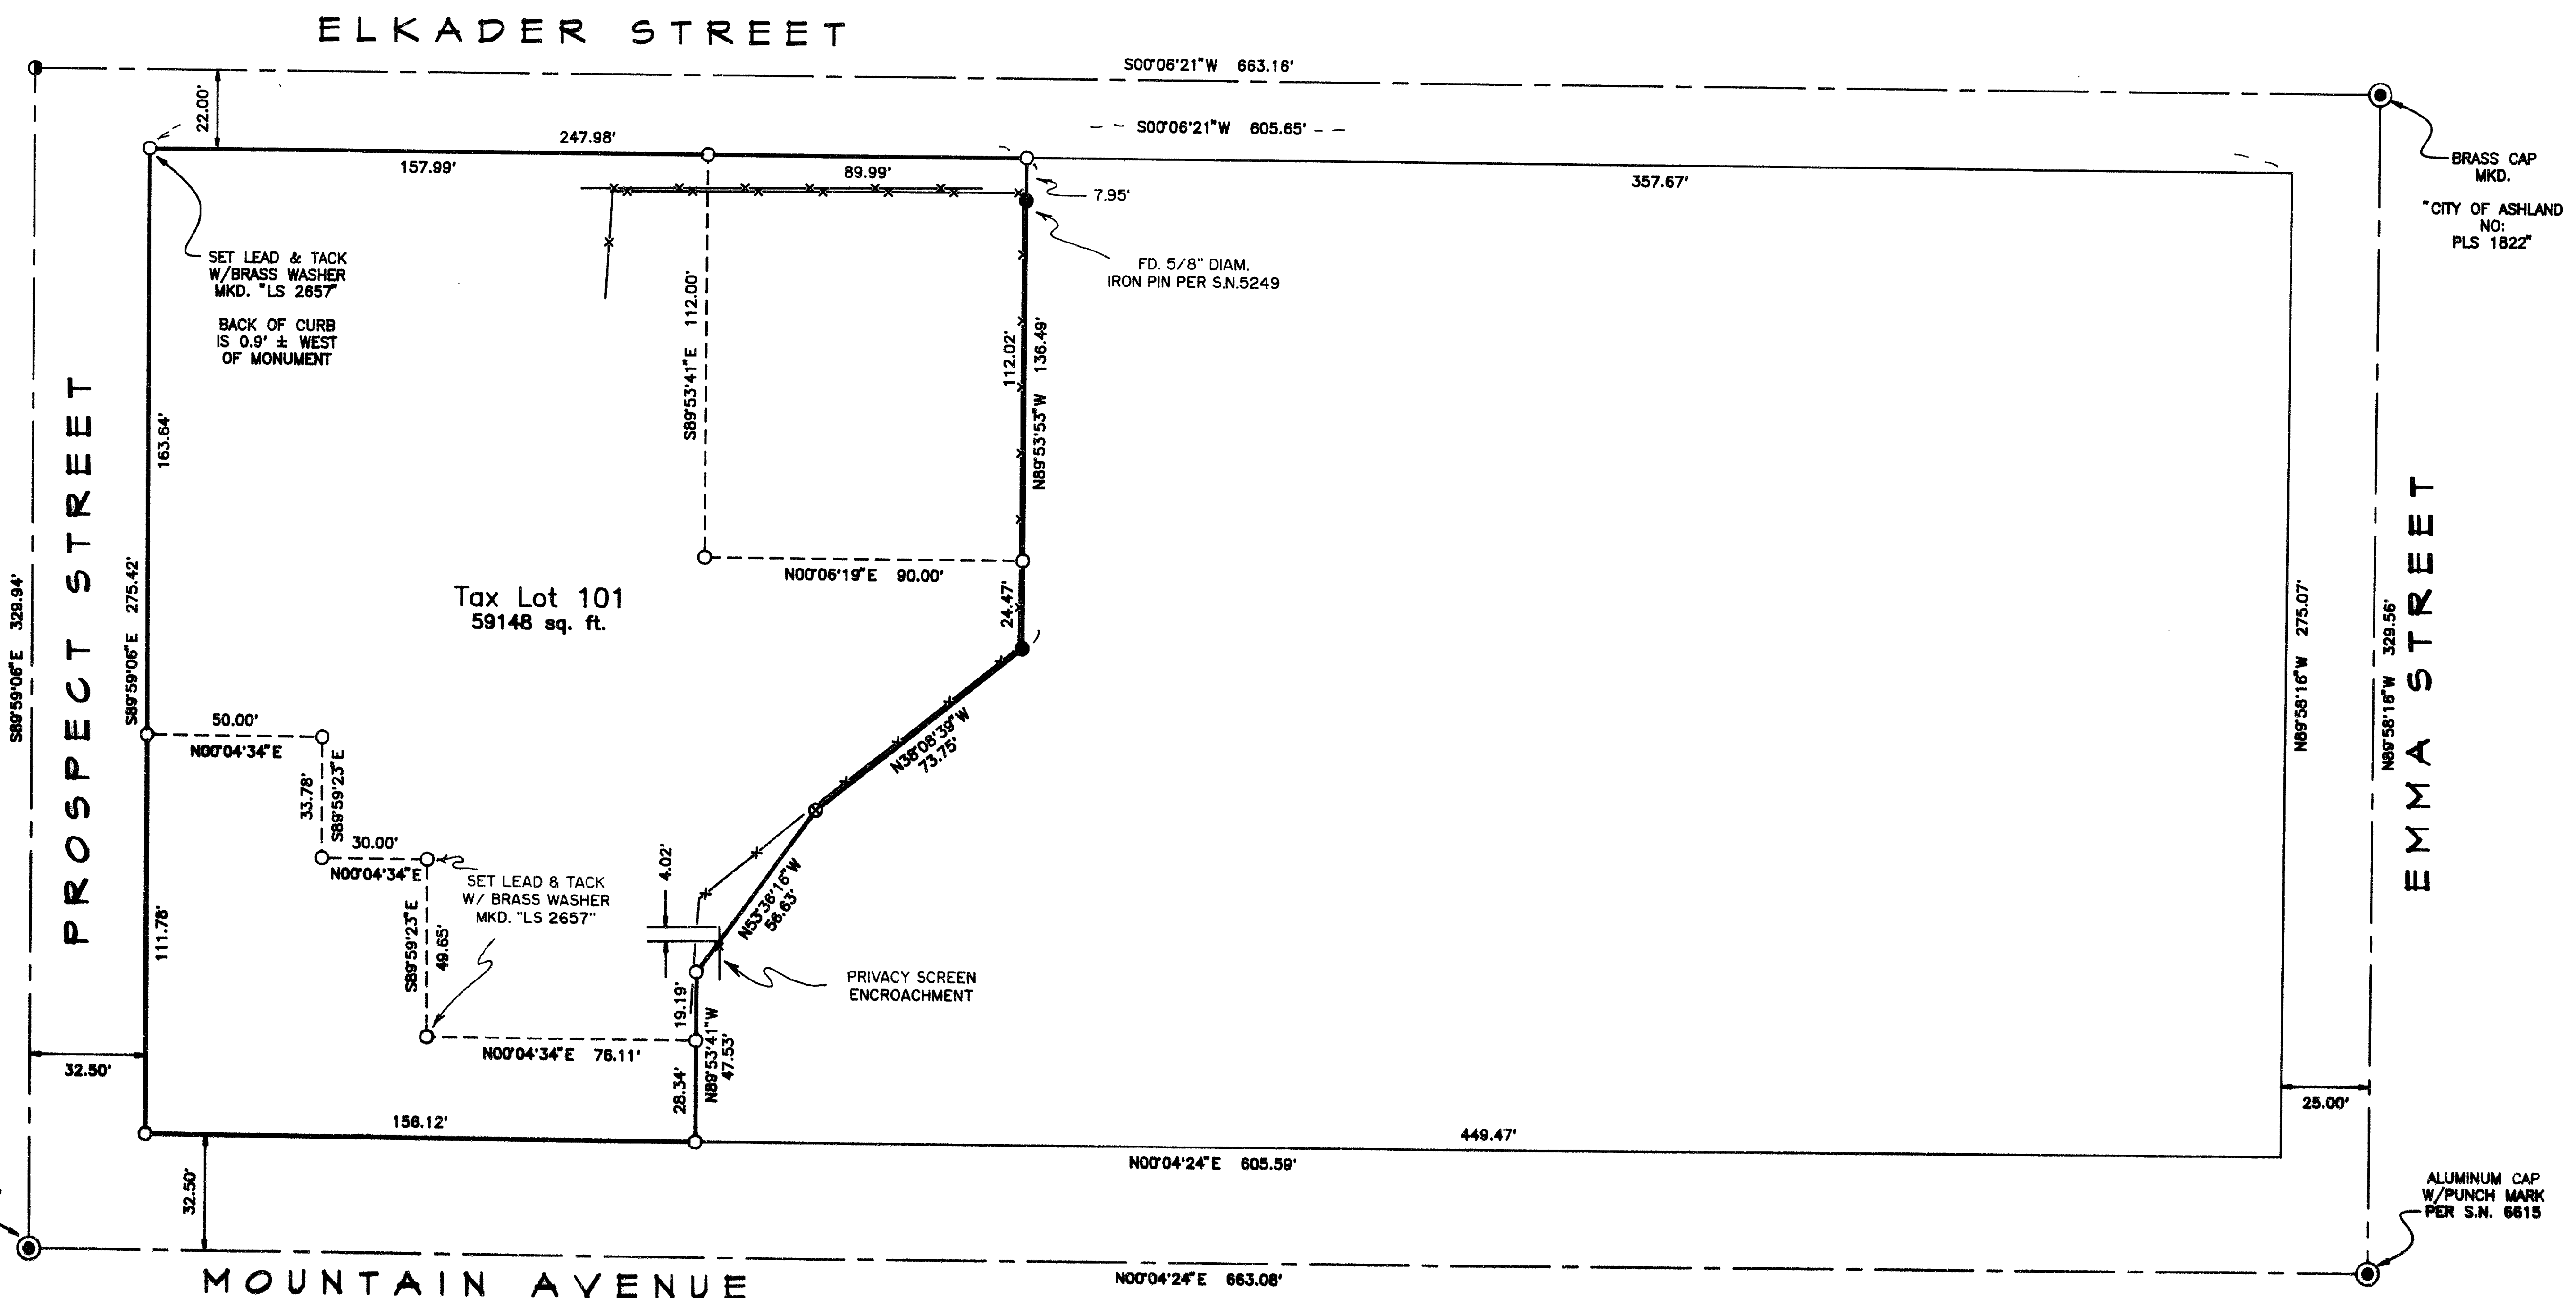 ELKADER STREET
S00°06'21"W 663.16'
22.00'
247.98'
S00°06'21"W 605.65'
157.99'
89.99'
357.67'
7.95'
BRASS CAP
MKD.
"CITY OF ASHLAND
NO:
PLS 1822"
SET LEAD & TACK
W/BRASS WASHER
MKD. "LS 2657"
BACK OF CURB
IS 0.9' ± WEST
OF MONUMENT
FD. 5/8" DIAM.
IRON PIN PER S.N.5249
S89°53'41"E 112.00'
112.02'
N89°53'53"W 136.49'
163.64'
PROSPECT STREET
S89°59'06"E 329.94'
S89°59'06"E 275.42'
N00°06'19"E 90.00'
24.47'
Tax Lot 101
59148 sq. ft.
N89°58'16"W 275.07'
N89°58'16"W 329.56'
EMMA STREET
50.00'
N00°04'34"E
33.78'
S89°59'23"E
N38°08'39"W
73.75'
30.00'
N00°04'34"E
4.02'
N53°36'16"W
56.63'
SET LEAD & TACK
W/ BRASS WASHER
MKD. "LS 2657"
111.78'
S89°59'23"E
49.65'
PRIVACY SCREEN
ENCROACHMENT
19.19'
N89°53'41"W
47.53'
N00°04'34"E 76.11'
28.34'
32.50'
25.00'
156.12'
449.47'
N00°04'24"E 605.59'
32.50'
ALUMINUM CAP
W/PUNCH MARK
PER S.N. 6615
MOUNTAIN AVENUE
N00°04'24"E 663.08'